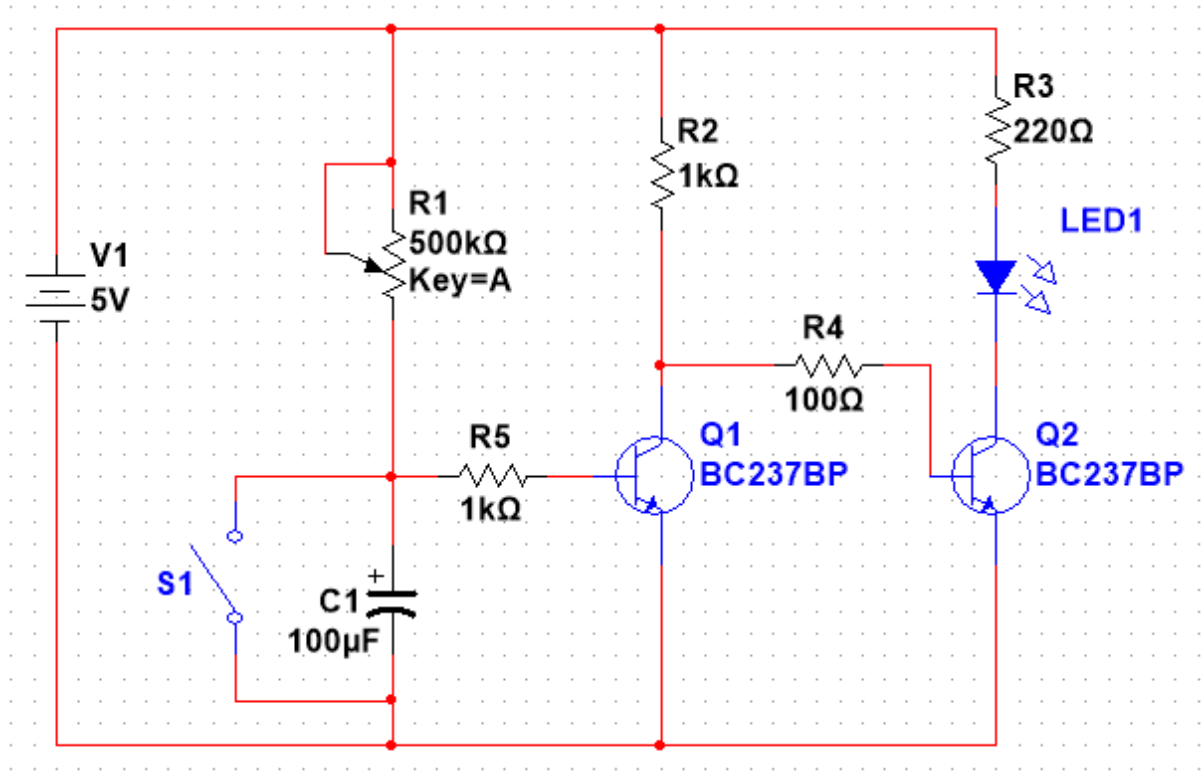 V1
5V
R1
500kΩ
Key=A
R2
1kΩ
R3
220Ω
LED1
R4
100Ω
R5
1kΩ
Q1
BC237BP
Q2
BC237BP
S1
+
C1
100µF